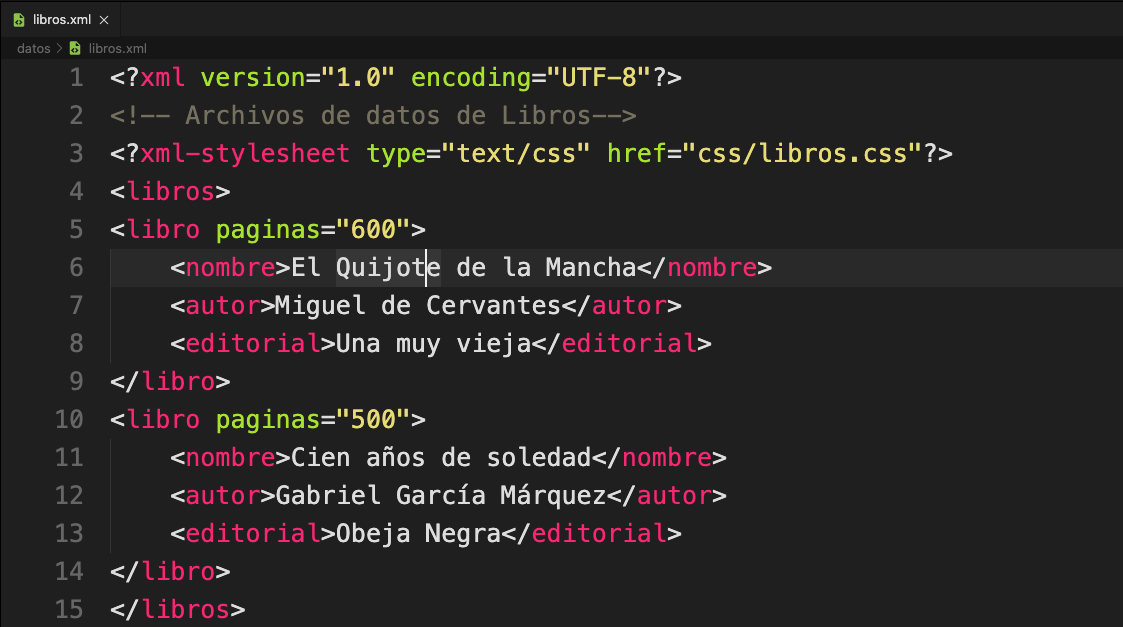 libros.xml
datos > libros.xml
1 <?xml version="1.0" encoding="UTF-8"?>
2 <!-- Archivos de datos de Libros-->
3 <?xml-stylesheet type="text/css" href="css/libros.css"?>
4 <libros>
5 <libro paginas="600">
6     <nombre>El Quijote de la Mancha</nombre>
7     <autor>Miguel de Cervantes</autor>
8     <editorial>Una muy vieja</editorial>
9 </libro>
10 <libro paginas="500">
11     <nombre>Cien años de soledad</nombre>
12     <autor>Gabriel García Márquez</autor>
13     <editorial>Obeja Negra</editorial>
14 </libro>
15 </libros>